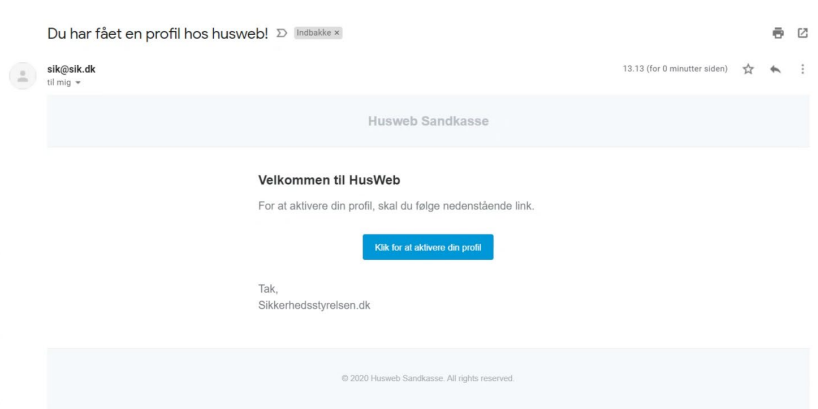 Du har fået en profil hos husweb! Indbakke ×
sik@sik.dk 13.13 (for 0 minutter siden)
til mig
Husweb Sandkasse
Velkommen til HusWeb
For at aktivere din profil, skal du følge nedenstående link.
Klik for at aktivere din profil
Tak,
Sikkerhedsstyrelsen.dk
© 2020 Husweb Sandkasse. All rights reserved.